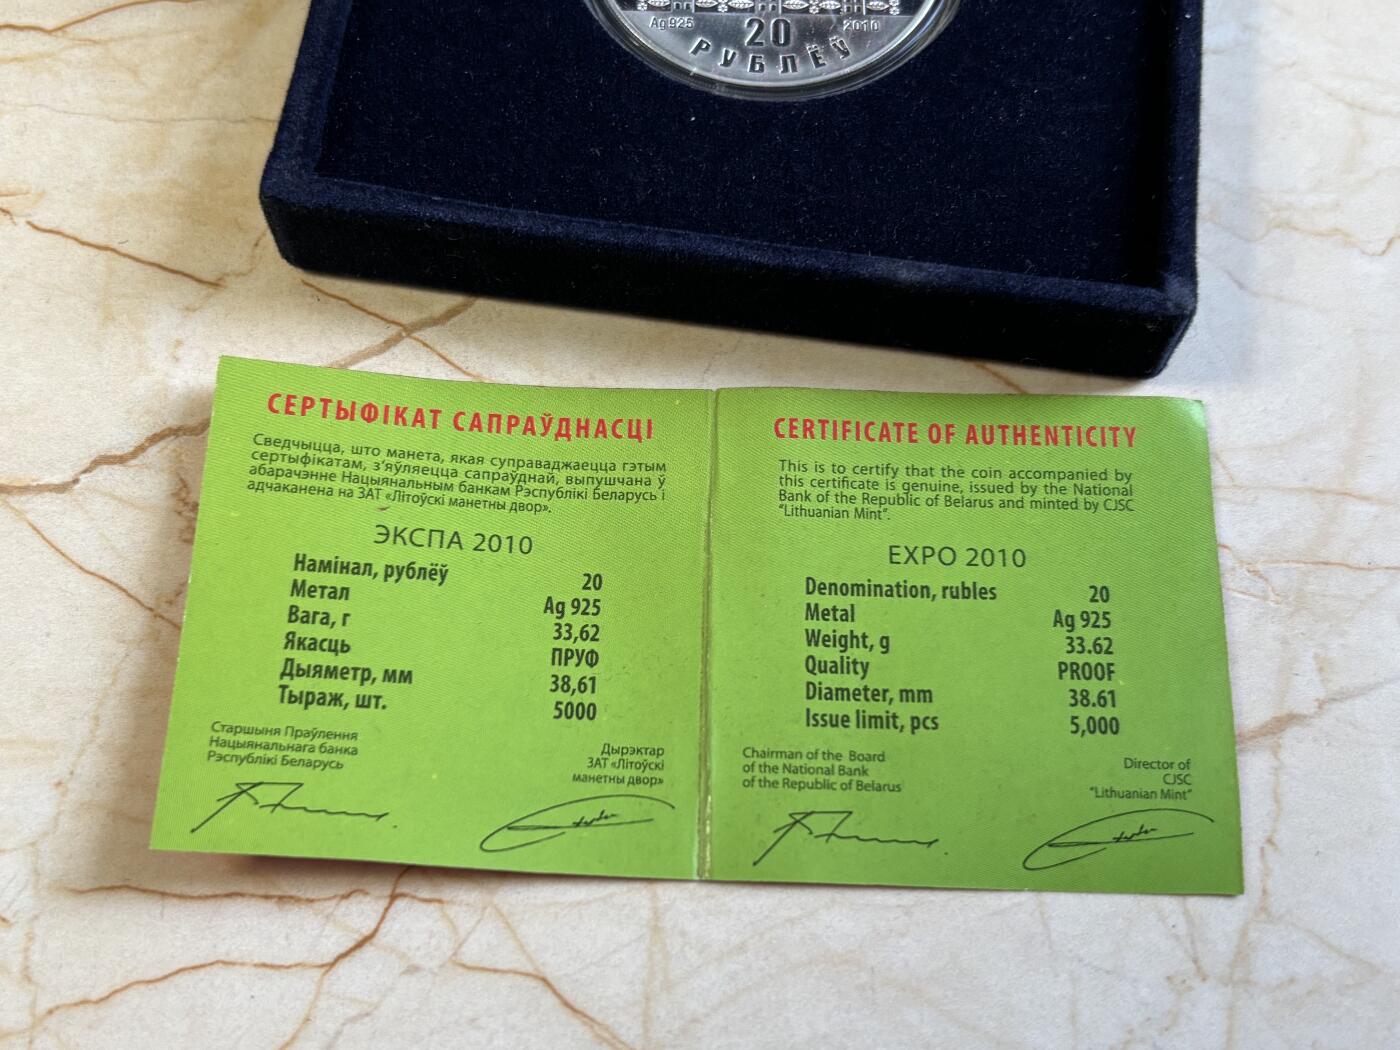 Ag 925 20 2010
РУБЛЁЎ
СЕРТЫФІКАТ САПРАЎДНАСЦІ
Сведчыцца, што манета, якая суправаджаецца гэтым
сертыфікатам, з'яўляецца сапраўднай, выпушчана ў
абарачэнне Нацыянальным банкам Рэспублікі Беларусь і
адчаканена на ЗАТ «Літоўскі манетны двор».
ЭКСПА 2010
Намінал, рублёў 20
Метал Ag 925
Вага, г 33,62
Якасць ПРУФ
Дыяметр, мм 38,61
Тыраж, шт. 5000
Старшыня Праўлення
Нацыянальнага банка
Рэспублікі Беларусь
Дырэктар
ЗАТ «Літоўскі
манетны двор»
CERTIFICATE OF AUTHENTICITY
This is to certify that the coin accompanied by
this certificate is genuine, issued by the National
Bank of the Republic of Belarus and minted by CJSC
“Lithuanian Mint”.
EXPO 2010
Denomination, rubles 20
Metal Ag 925
Weight, g 33.62
Quality PROOF
Diameter, mm 38.61
Issue limit, pcs 5,000
Chairman of the Board
of the National Bank
of the Republic of Belarus
Director of
CJSC
“Lithuanian Mint”